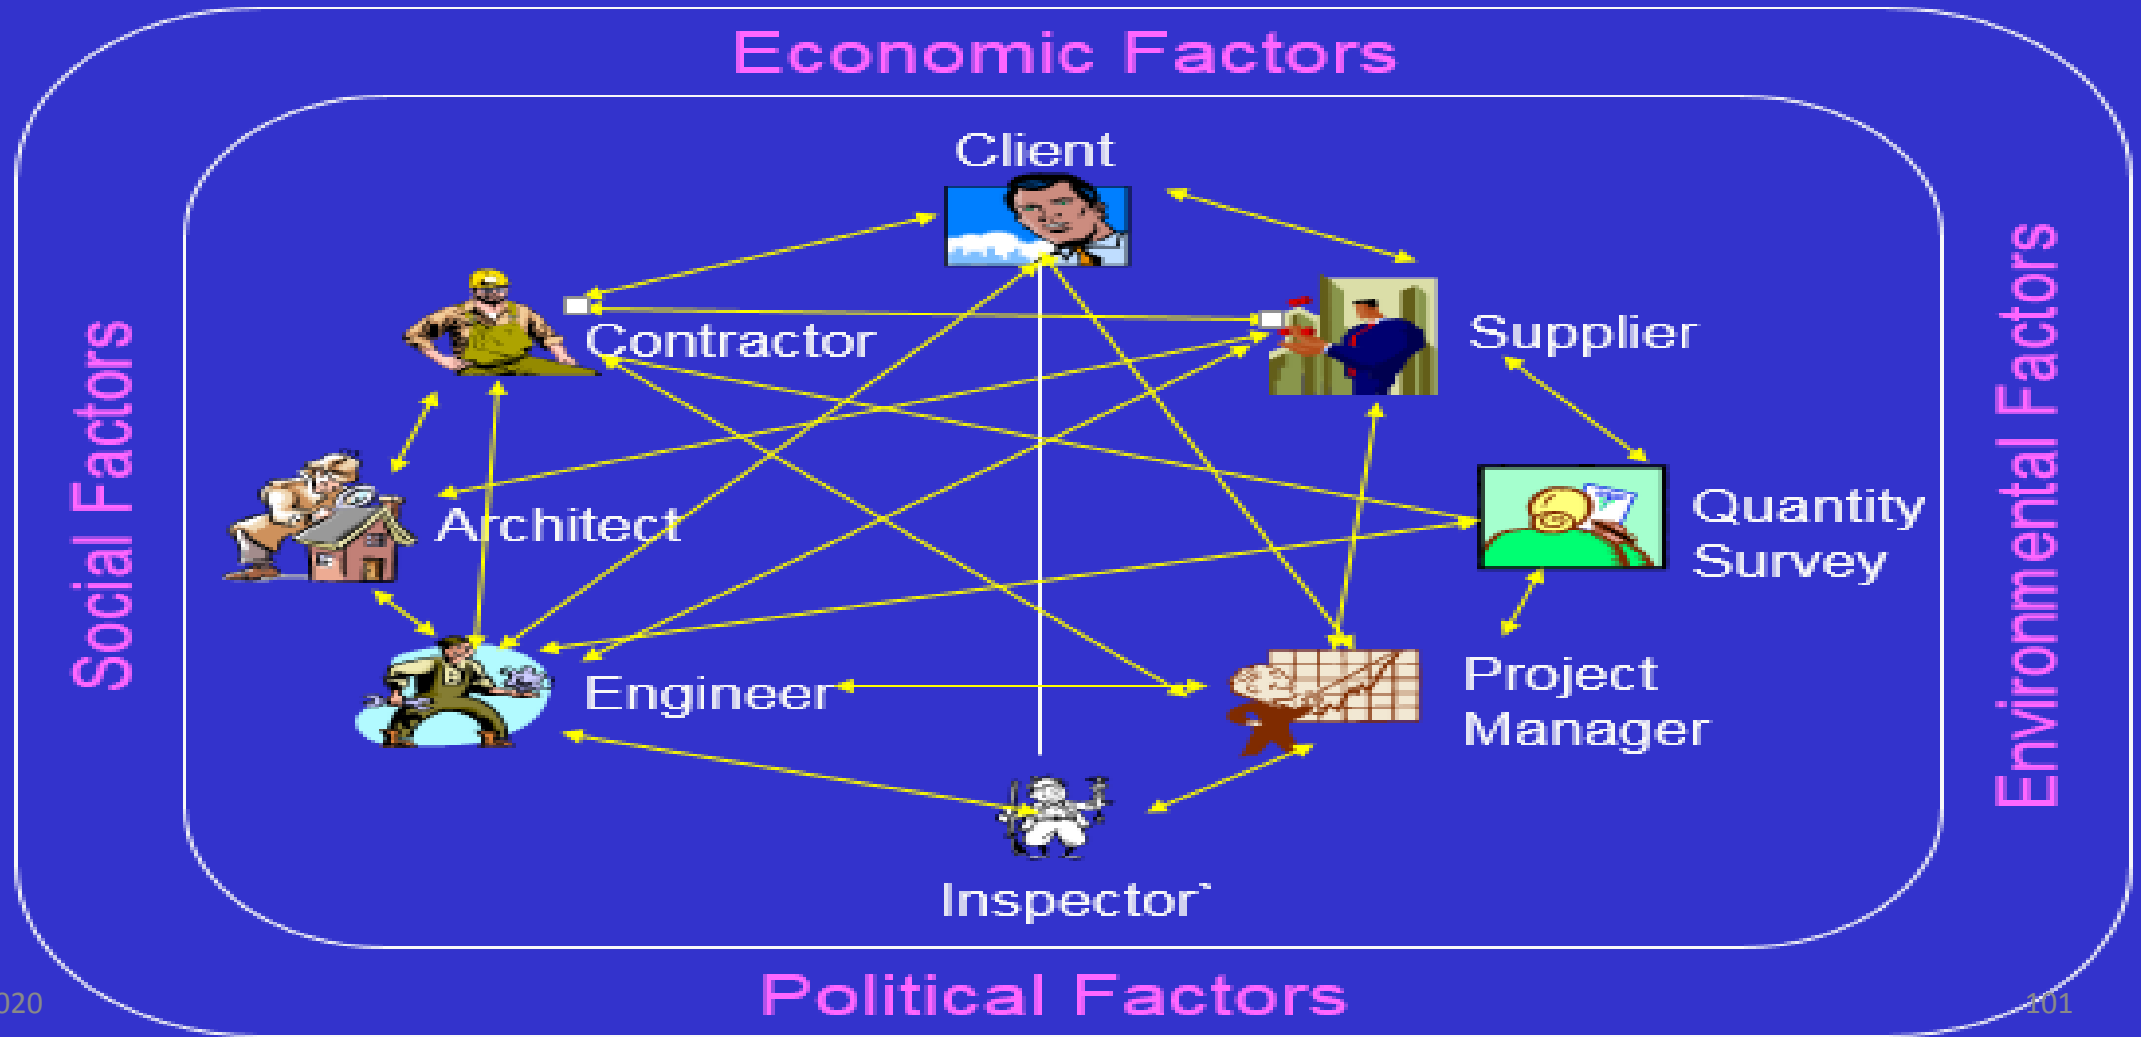 Economic Factors
Client
Contractor
Supplier
Social Factors
Environmental Factors
Architect
Quantity
Survey
Engineer
Project
Manager
Inspector`
Political Factors
020
101